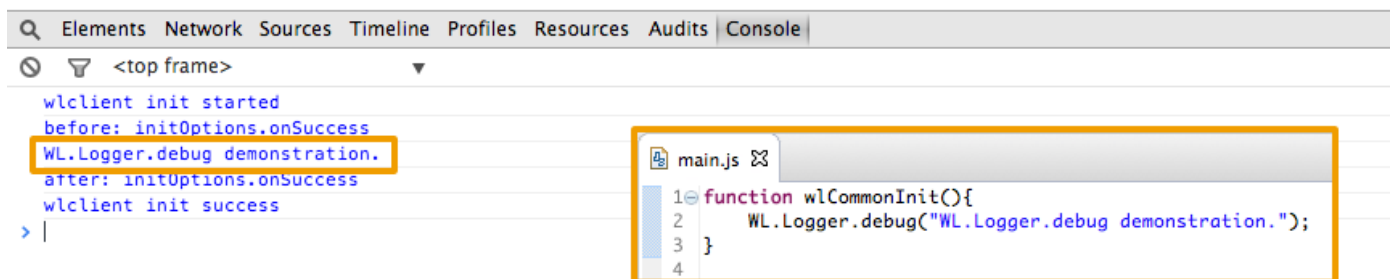 Elements Network Sources Timeline Profiles Resources Audits Console
<top frame>
wlclient init started
before: initOptions.onSuccess
WL.Logger.debug demonstration.
after: initOptions.onSuccess
wlclient init success
>
main.js
1 function wlCommonInit(){
2 WL.Logger.debug("WL.Logger.debug demonstration.");
3 }
4